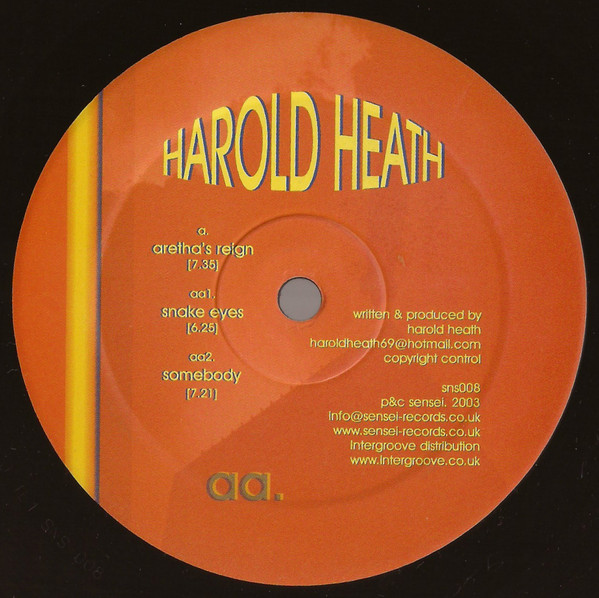 HAROLD HEATH
a.
aretha's reign
[7.35]
aa1.
snake eyes
[6.25]
aa2.
somebody
[7.21]
written & produced by
harold heath
haroldheath69@hotmail.com
copyright control
sns008
p&c sensei. 2003
info@sensei-records.co.uk
www.sensei-records.co.uk
Intergroove distribution
www.Intergroove.co.uk
aa.